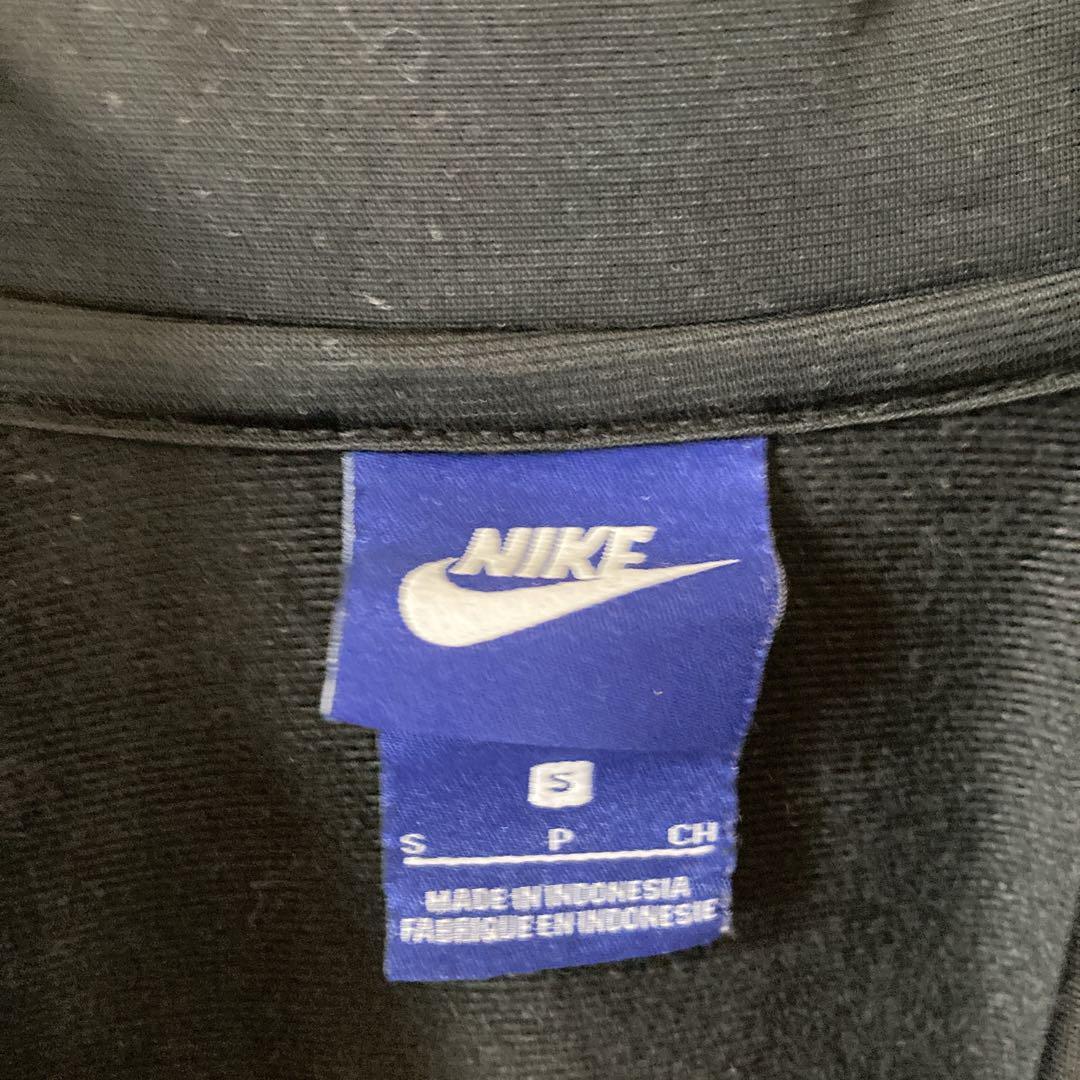 NIKE
S
S P CH
MADE IN INDONESIA
FABRIQUE EN INDONESIE